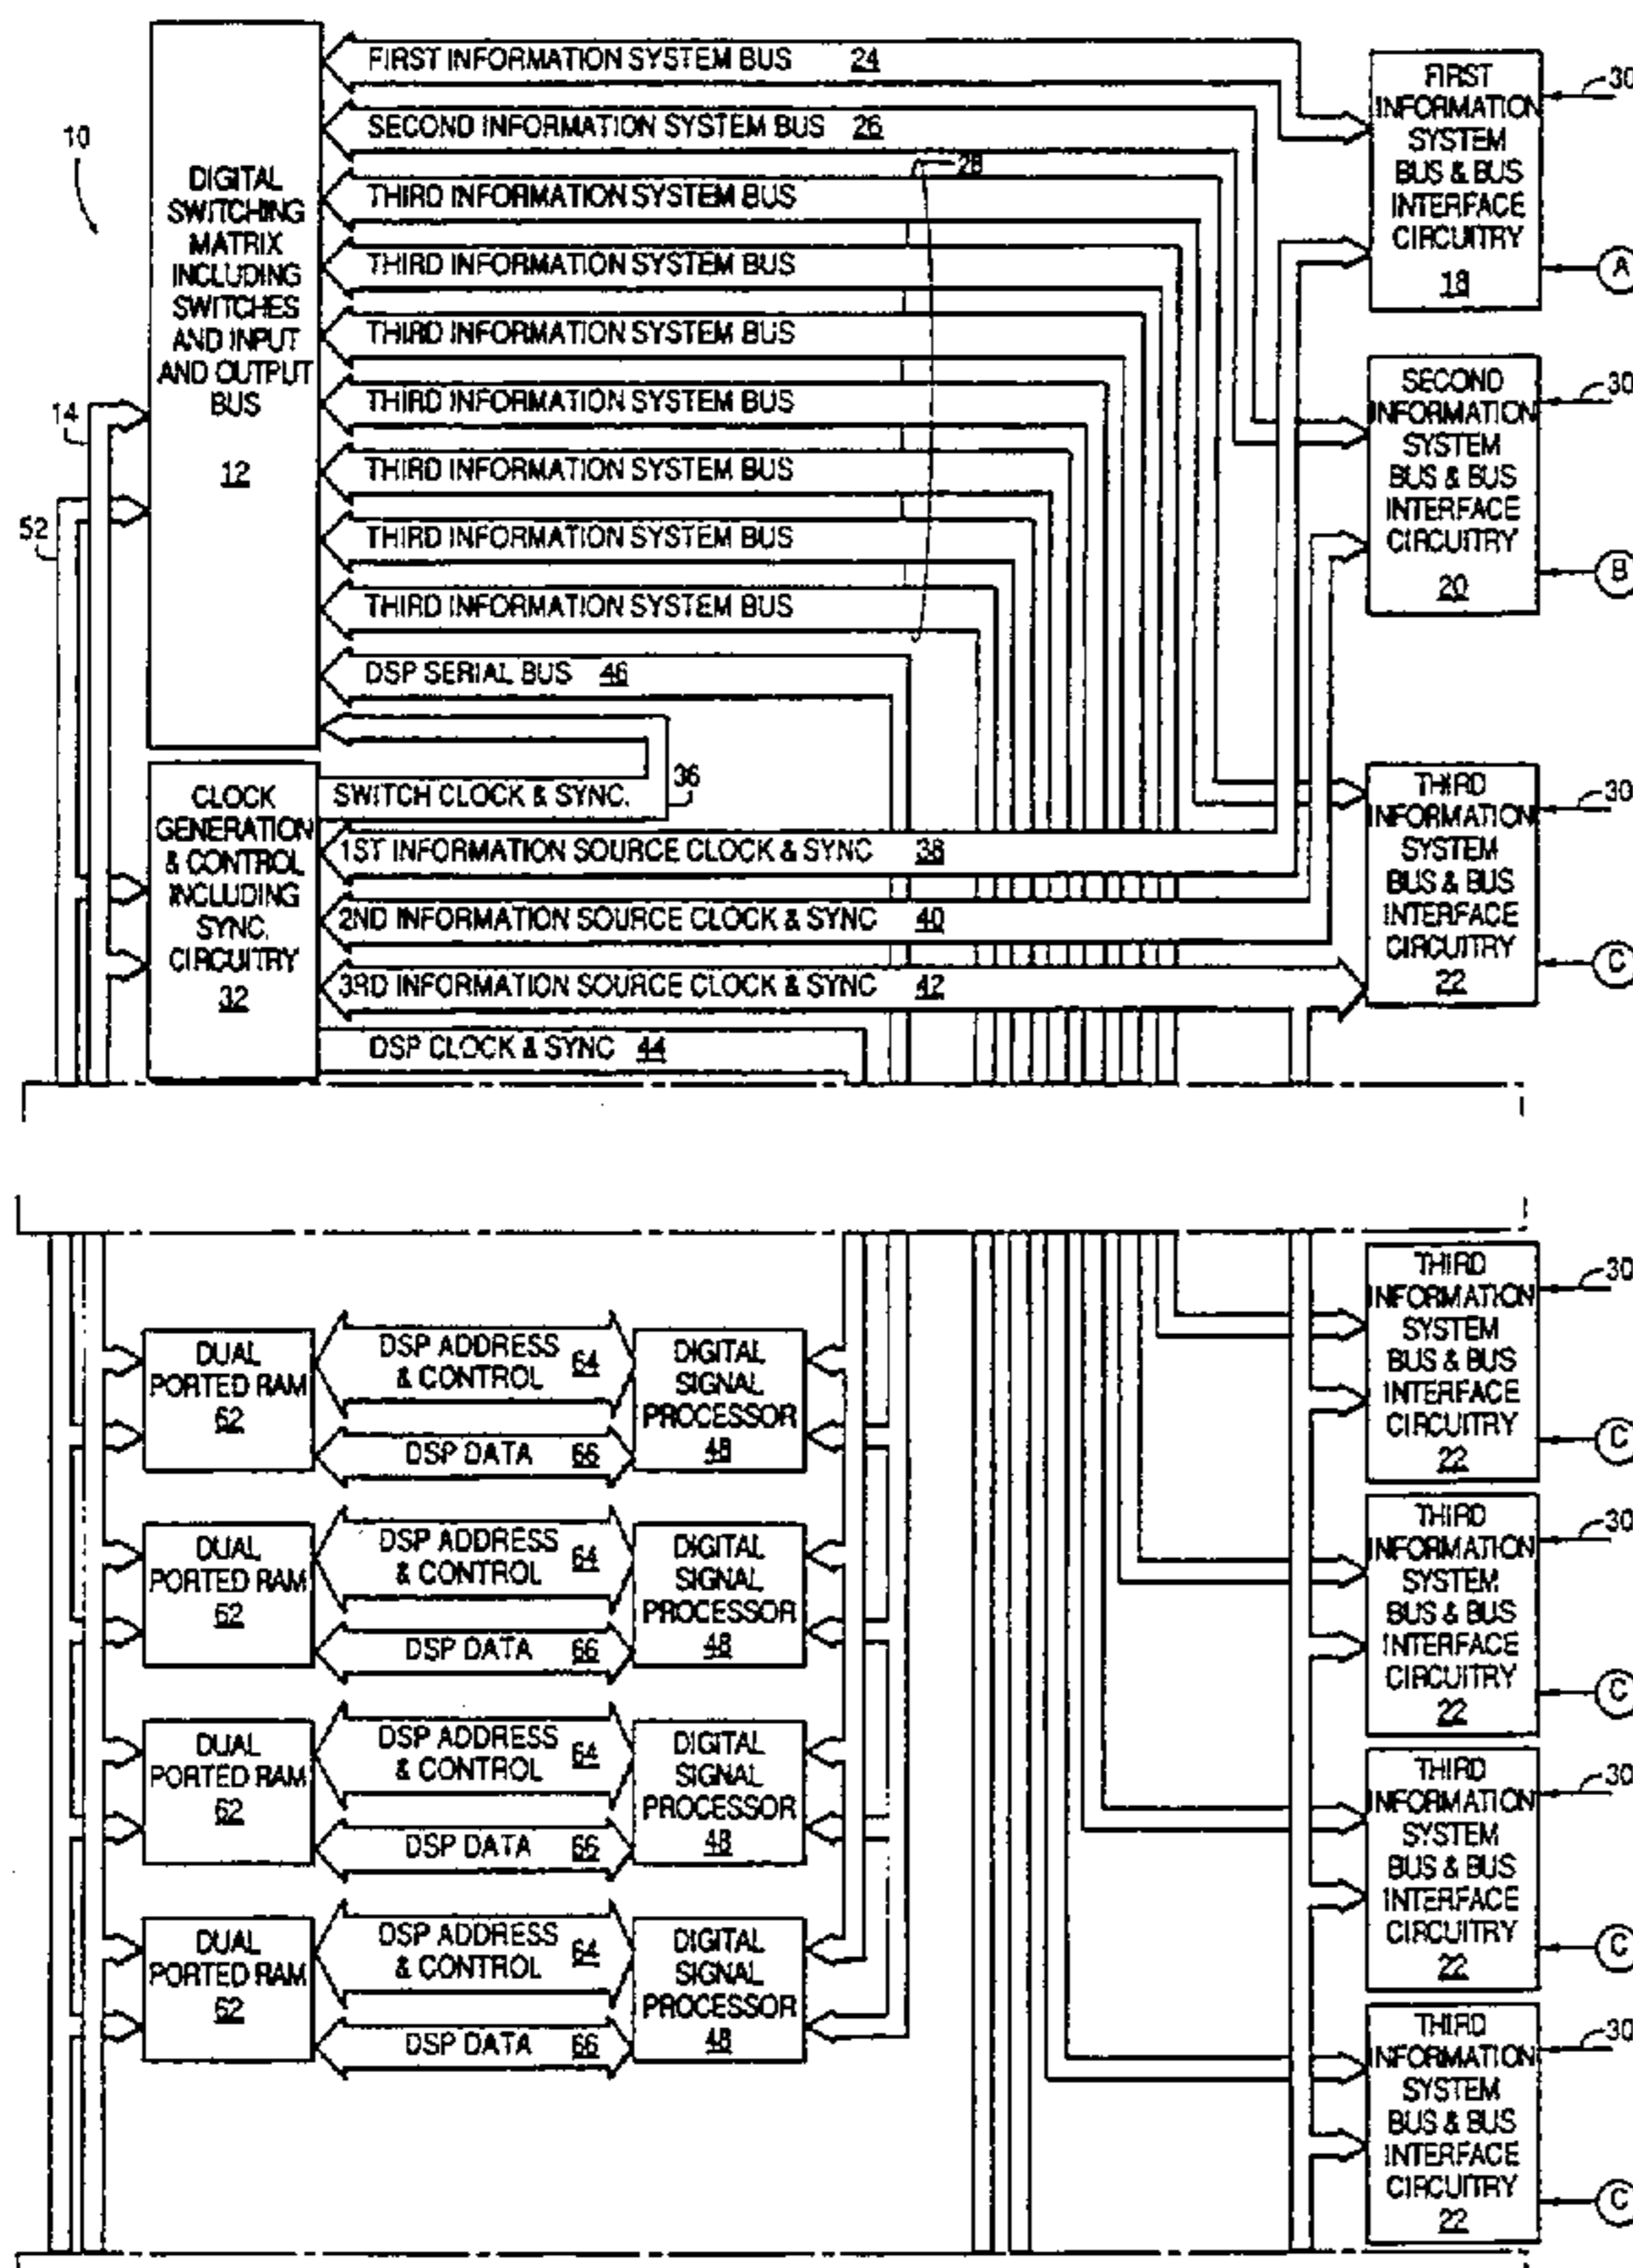 10
DIGITAL
SWITCHING
MATRIX
INCLUDING
SWITCHES
AND INPUT
AND OUTPUT
BUS
12
14
52
FIRST INFORMATION SYSTEM BUS 24
SECOND INFORMATION SYSTEM BUS 26
28
THIRD INFORMATION SYSTEM BUS
THIRD INFORMATION SYSTEM BUS
THIRD INFORMATION SYSTEM BUS
THIRD INFORMATION SYSTEM BUS
THIRD INFORMATION SYSTEM BUS
THIRD INFORMATION SYSTEM BUS
THIRD INFORMATION SYSTEM BUS
DSP SERIAL BUS 46
36
CLOCK
GENERATION
& CONTROL
INCLUDING
SYNC.
CIRCUITRY
32
SWITCH CLOCK & SYNC.
1ST INFORMATION SOURCE CLOCK & SYNC 38
2ND INFORMATION SOURCE CLOCK & SYNC 40
3RD INFORMATION SOURCE CLOCK & SYNC 42
DSP CLOCK & SYNC 44
FIRST
INFORMATION
SYSTEM
BUS & BUS
INTERFACE
CIRCUITRY
18
30
A
SECOND
INFORMATION
SYSTEM
BUS & BUS
INTERFACE
CIRCUITRY
20
30
B
THIRD
INFORMATION
SYSTEM
BUS & BUS
INTERFACE
CIRCUITRY
22
30
C
DUAL
PORTED RAM
62
DSP ADDRESS
& CONTROL 64
DSP DATA 66
DIGITAL
SIGNAL
PROCESSOR
48
DUAL
PORTED RAM
62
DSP ADDRESS
& CONTROL 64
DSP DATA 66
DIGITAL
SIGNAL
PROCESSOR
48
DUAL
PORTED RAM
62
DSP ADDRESS
& CONTROL 64
DSP DATA 66
DIGITAL
SIGNAL
PROCESSOR
48
DUAL
PORTED RAM
62
DSP ADDRESS
& CONTROL 64
DSP DATA 66
DIGITAL
SIGNAL
PROCESSOR
48
THIRD
INFORMATION
SYSTEM
BUS & BUS
INTERFACE
CIRCUITRY
22
30
C
THIRD
INFORMATION
SYSTEM
BUS & BUS
INTERFACE
CIRCUITRY
22
30
C
THIRD
INFORMATION
SYSTEM
BUS & BUS
INTERFACE
CIRCUITRY
22
30
C
THIRD
INFORMATION
SYSTEM
BUS & BUS
INTERFACE
CIRCUITRY
22
30
C